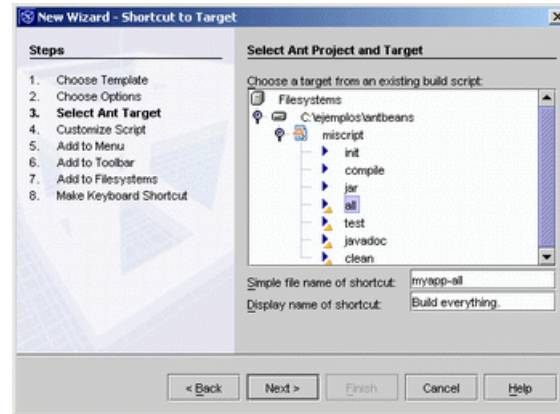 New Wizard - Shortcut to Target
Steps
1. Choose Template
2. Choose Options
3. Select Ant Target
4. Customize Script
5. Add to Menu
6. Add to Toolbar
7. Add to Filesystems
8. Make Keyboard Shortcut
Select Ant Project and Target
Choose a target from an existing build script:
Filesystems
C:\ejemplos\antbeans
miscript
init
compile
jar
all
test
javadoc
clean
Simple file name of shortcut: myapp-all
Display name of shortcut: Build everything.
< Back Next > Finish Cancel Help